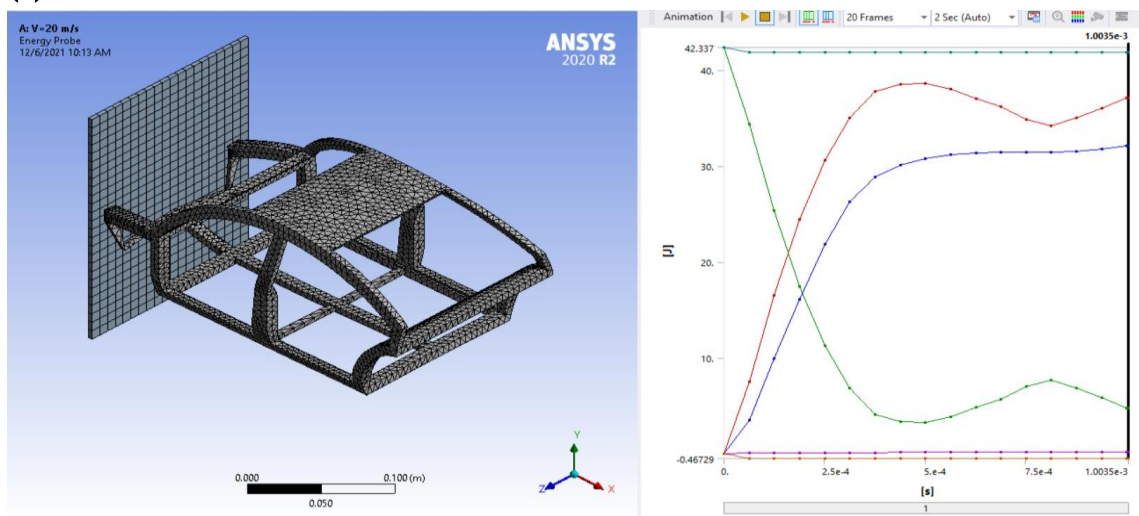 A: V=20 m/s
Energy Probe
12/6/2021 10:13 AM
ANSYS
2020 R2
0.000
0.100 (m)
0.050
Y
Z
X
Animation
20 Frames
2 Sec (Auto)
1.0035e-3
42.337
40.
30.
20.
10.
-0.46729
[J]
0.
2.5e-4
5.e-4
7.5e-4
1.0035e-3
[s]
1